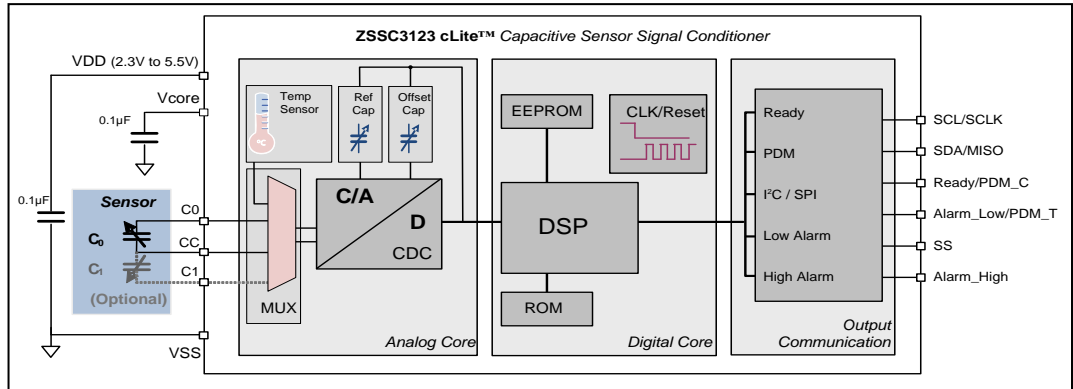 ZSSC3123 cLite™ Capacitive Sensor Signal Conditioner
VDD (2.3V to 5.5V)
Vcore
0.1µF
0.1µF
Sensor
C0
C0
CC
C1
C1
(Optional)
VSS
Temp
Sensor
°C
Ref
Cap
Offset
Cap
C/A
D
CDC
MUX
Analog Core
EEPROM
CLK/Reset
DSP
ROM
Digital Core
Ready
PDM
I²C / SPI
Low Alarm
High Alarm
Output
Communication
SCL/SCLK
SDA/MISO
Ready/PDM_C
Alarm_Low/PDM_T
SS
Alarm_High